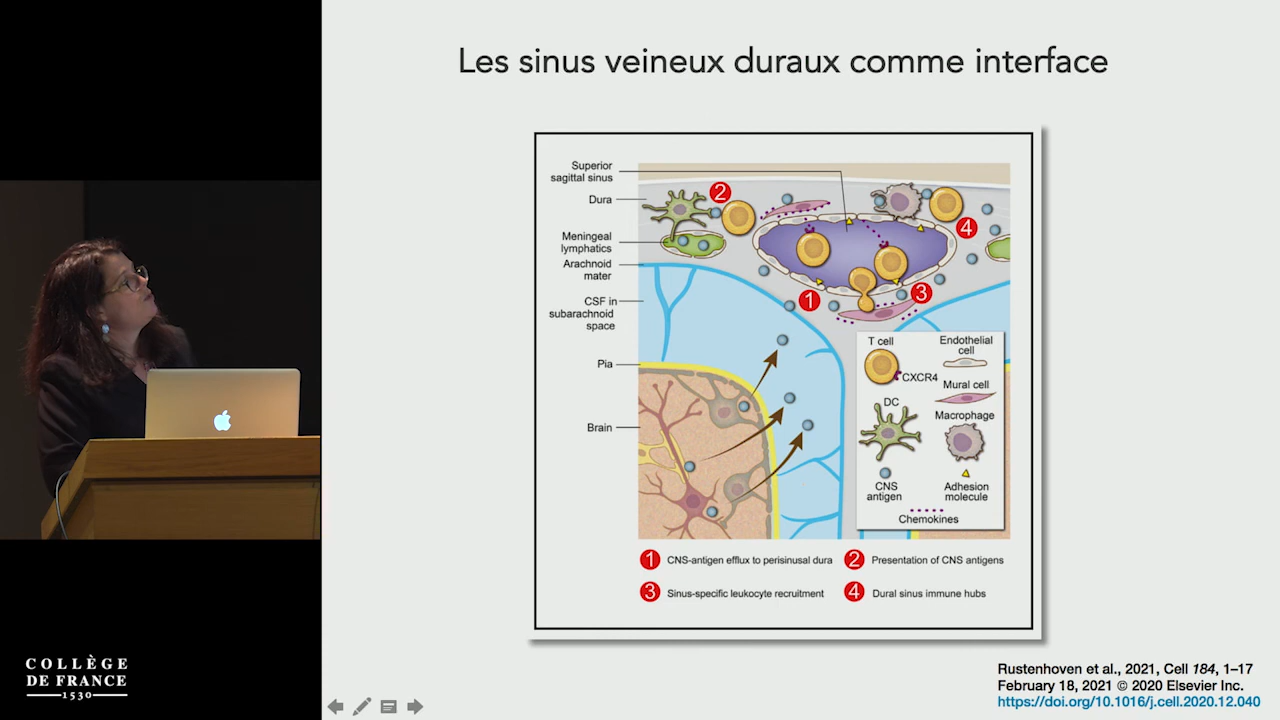 Les sinus veineux duraux comme interface
Superior
sagittal sinus
Dura
Meningeal
lymphatics
Arachnoid
mater
CSF in
subarachnoid
space
Pia
Brain
2
4
1
3
T cell
Endothelial
cell
CXCR4
Mural cell
DC
Macrophage
CNS
antigen
Adhesion
molecule
Chemokines
1 CNS-antigen efflux to perisinusal dura
2 Presentation of CNS antigens
3 Sinus-specific leukocyte recruitment
4 Dural sinus immune hubs
Rustenhoven et al., 2021, Cell 184, 1–17
February 18, 2021 © 2020 Elsevier Inc.
https://doi.org/10.1016/j.cell.2020.12.040
COLLÈGE
DE FRANCE
1530